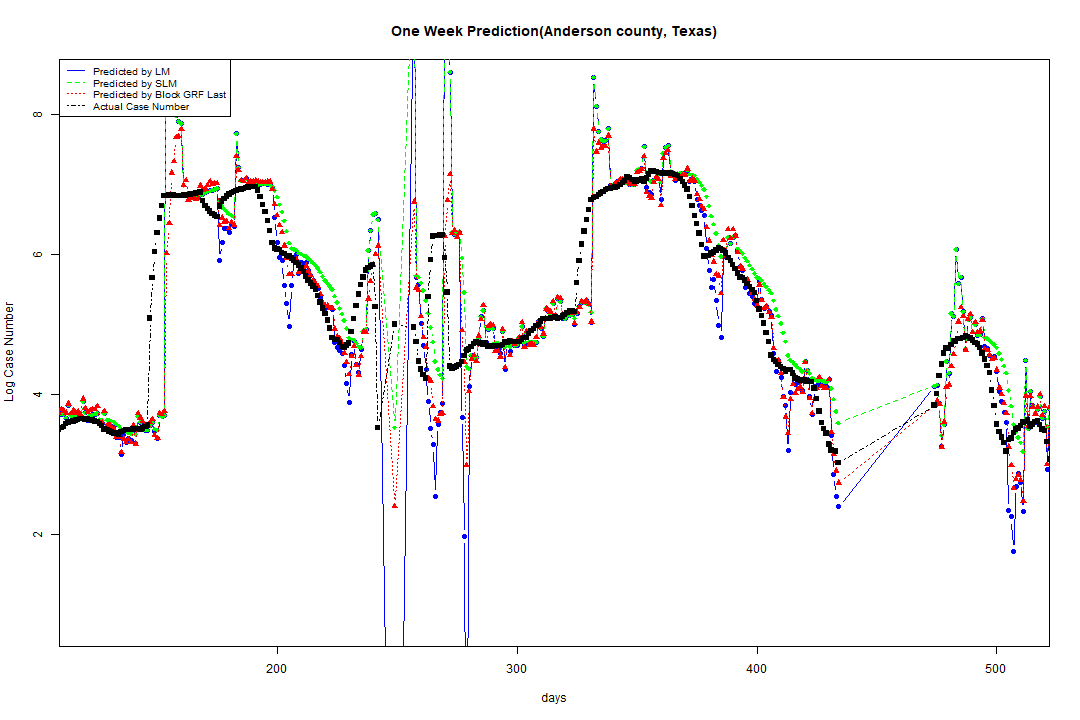 One Week Prediction(Anderson county, Texas)
Predicted by LM
Predicted by SLM
Predicted by Block GRF Last
Actual Case Number
8
6
4
2
Log Case Number
200
300
400
500
days